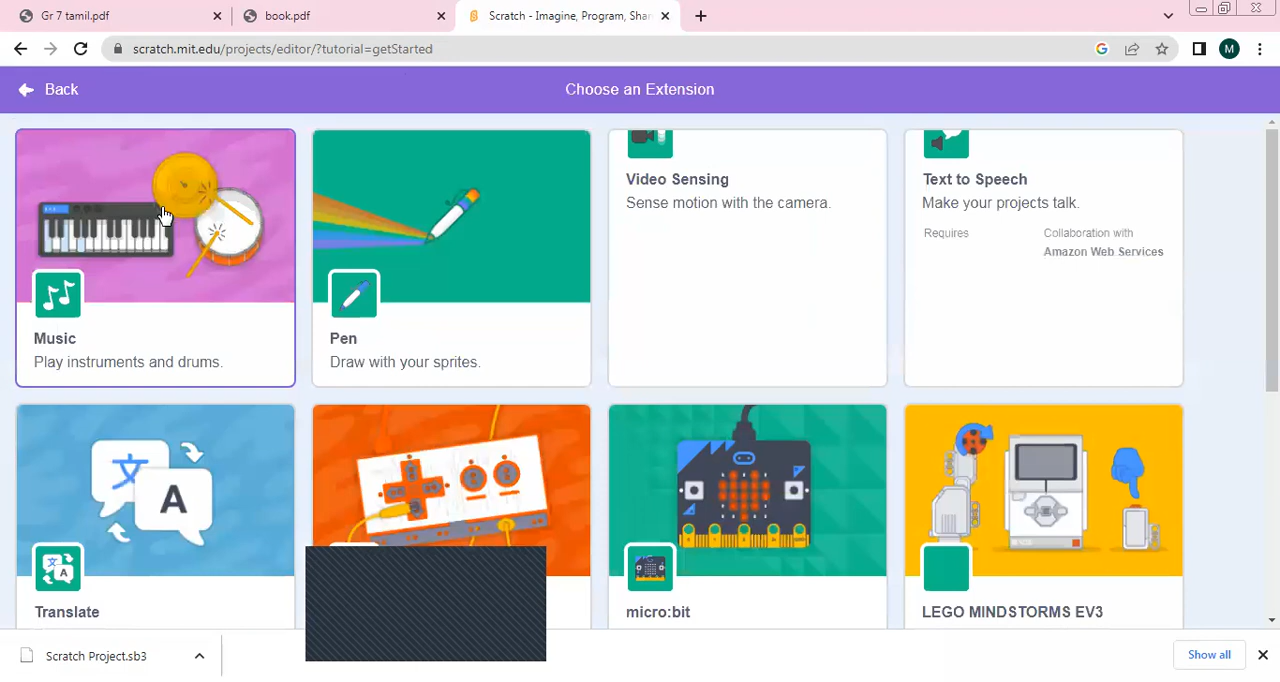 Gr 7 tamil.pdf
book.pdf
Scratch - Imagine, Program, Shar
scratch.mit.edu/projects/editor/?tutorial=getStarted
M
Back
Choose an Extension
Music
Play instruments and drums.
Pen
Draw with your sprites.
Video Sensing
Sense motion with the camera.
Text to Speech
Make your projects talk.
Requires
Collaboration with
Amazon Web Services
文
A
文
A
Translate
micro:bit
LEGO MINDSTORMS EV3
Scratch Project.sb3
Show all